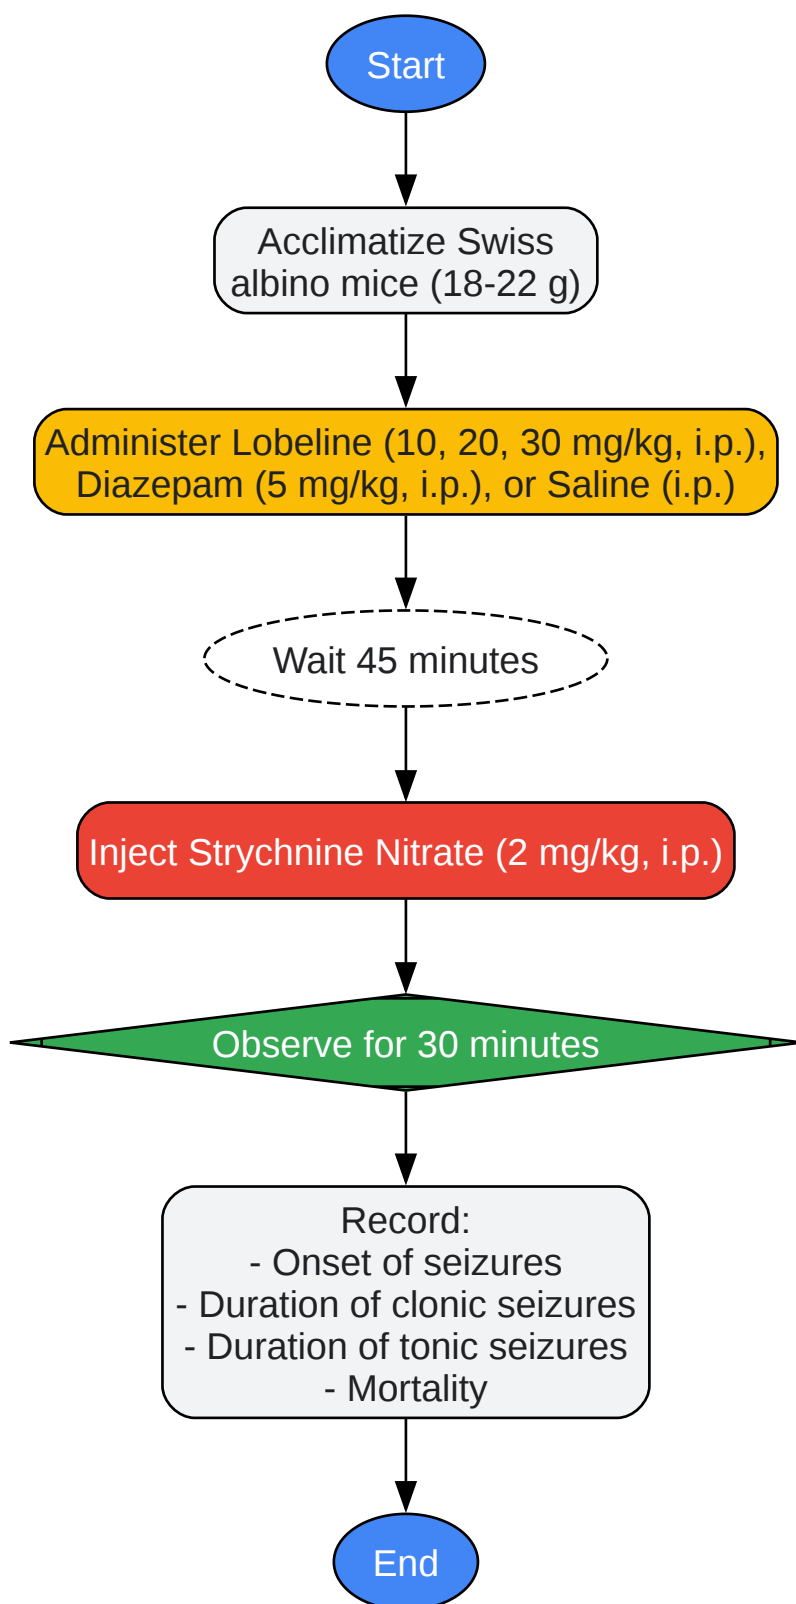 Start
Acclimatize Swiss
albino mice (18-22 g)
Administer Lobeline (10, 20, 30 mg/kg, i.p.),
Diazepam (5 mg/kg, i.p.), or Saline (i.p.)
Wait 45 minutes
Inject Strychnine Nitrate (2 mg/kg, i.p.)
Observe for 30 minutes
Record:
- Onset of seizures
- Duration of clonic seizures
- Duration of tonic seizures
- Mortality
End